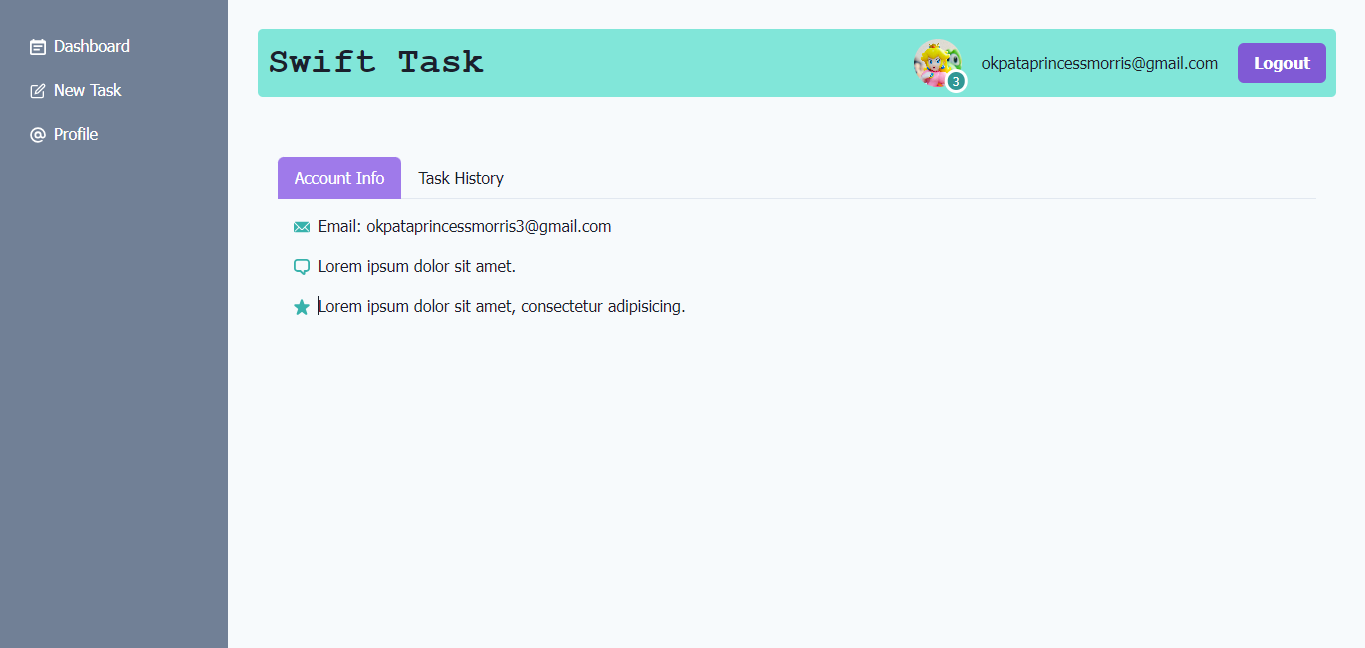 Dashboard
New Task
Profile
Swift Task
3
okpataprincessmorris@gmail.com
Logout
Account Info
Task History
Email: okpataprincessmorris3@gmail.com
Lorem ipsum dolor sit amet.
Lorem ipsum dolor sit amet, consectetur adipisicing.